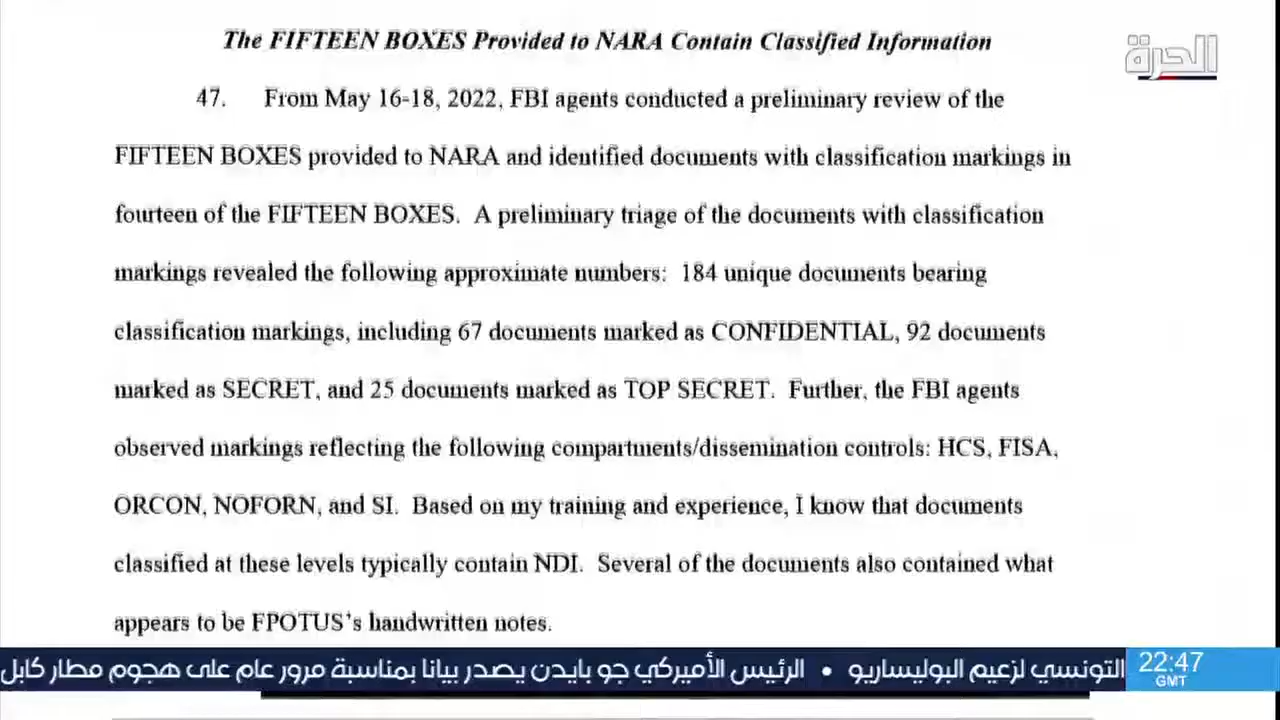 The FIFTEEN BOXES Provided to NARA Contain Classified Information
الحرة
47. From May 16-18, 2022, FBI agents conducted a preliminary review of the
FIFTEEN BOXES provided to NARA and identified documents with classification markings in
fourteen of the FIFTEEN BOXES. A preliminary triage of the documents with classification
markings revealed the following approximate numbers: 184 unique documents bearing
classification markings, including 67 documents marked as CONFIDENTIAL, 92 documents
marked as SECRET, and 25 documents marked as TOP SECRET. Further, the FBI agents
observed markings reflecting the following compartments/dissemination controls: HCS, FISA,
ORCON, NOFORN, and SI. Based on my training and experience, I know that documents
classified at these levels typically contain NDI. Several of the documents also contained what
appears to be FPOTUS's handwritten notes.
التونسي لزعيم البوليساريو • الرئيس الأميركي جو بايدن يصدر بيانا بمناسبة مرور عام على هجوم مطار كابل
22:47
GMT